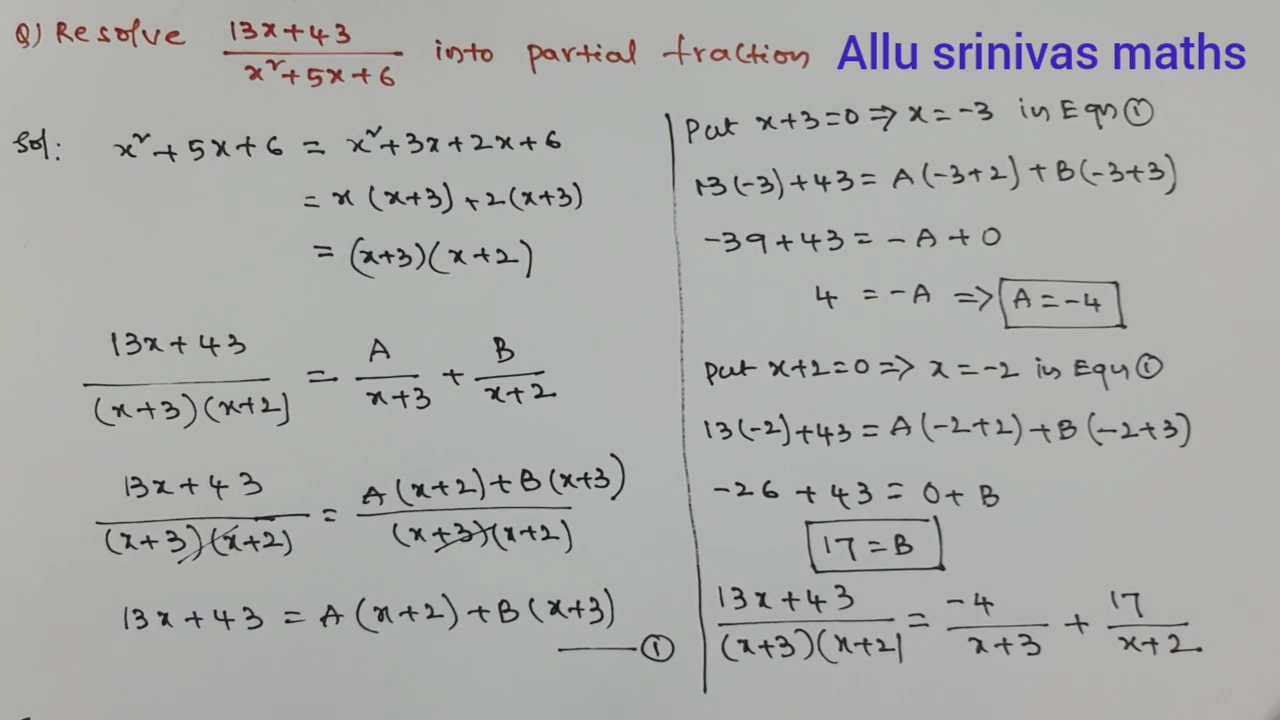 Q) Resolve (13x+43)/(x²+5x+6) into partial fraction
Allu srinivas maths
Sol: x²+5x+6 = x²+3x+2x+6
= x(x+3)+2(x+3)
= (x+3)(x+2)
(13x+43)/((x+3)(x+2)) = A/(x+3) + B/(x+2)
(13x+43)/((x+3)(x+2)) = (A(x+2)+B(x+3))/((x+3)(x+2))
13x+43 = A(x+2)+B(x+3) —— ①
Put x+3=0 ⇒ x=-3 in Eqn ①
13(-3)+43 = A(-3+2)+B(-3+3)
-39+43 = -A+0
4 = -A ⇒ A=-4
put x+2=0 ⇒ x=-2 in Equ ①
13(-2)+43 = A(-2+2)+B(-2+3)
-26+43 = 0+B
17=B
(13x+43)/((x+3)(x+2)) = -4/(x+3) + 17/(x+2)